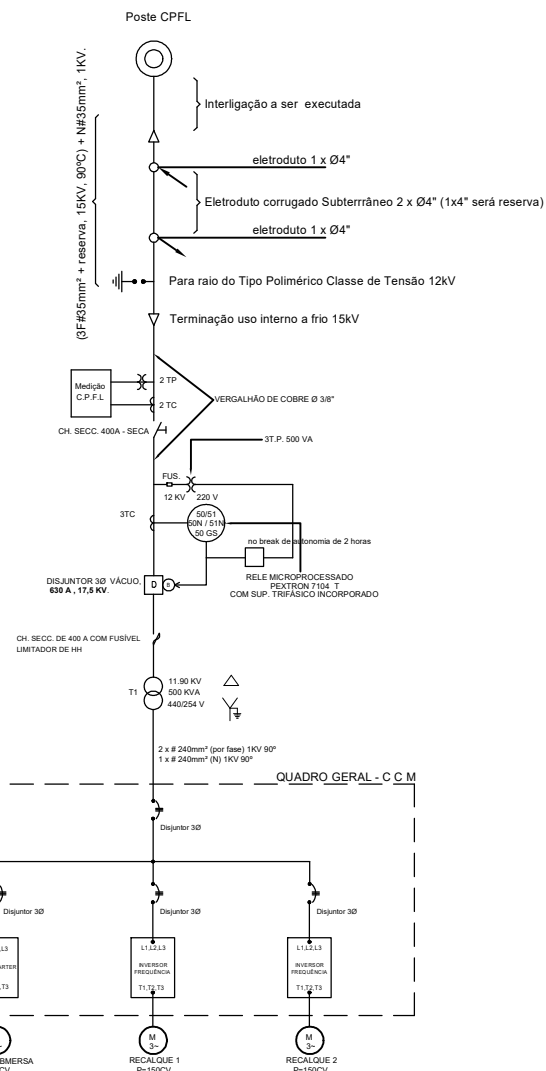 Poste CPFL
(3F#35mm² + reserva, 15KV, 90ºC) + N#35mm², 1KV.
Interligação a ser executada
eletroduto 1 x Ø4"
Eletroduto corrugado Subterrrâneo 2 x Ø4" (1x4" será reserva)
eletroduto 1 x Ø4"
Para raio do Tipo Polimérico Classe de Tensão 12kV
Terminação uso interno a frio 15kV
Medição
C.P.F.L
2 TP
2 TC
VERGALHÃO DE COBRE Ø 3/8"
CH. SECC. 400A - SECA
3T.P. 500 VA
FUS.
12 KV 220 V
3TC
50/51
50N / 51N
50 GS
no break de autonomia de 2 horas
RELE MICROPROCESSADO
PEXTRON 7104 T
COM SUP. TRIFÁSICO INCORPORADO
DISJUNTOR 3Ø VÁCUO,
630 A , 17,5 KV.
D
CH. SECC. DE 400 A COM FUSÍVEL
LIMITADOR DE HH
T1
11.90 KV
500 KVA
440/254 V
2 x # 240mm² (por fase) 1KV 90°
1 x # 240mm² (N) 1KV 90°
QUADRO GERAL - C C M
Disjuntor 3Ø
Disjuntor 3Ø
Disjuntor 3Ø
Disjuntor 3Ø
L1,L2,L3
INVERSOR
FREQUÊNCIA
T1,T2,T3
L1,L2,L3
INVERSOR
FREQUÊNCIA
T1,T2,T3
M
3~
RECALQUE 1
P=150CV
M
3~
RECALQUE 2
P=150CV